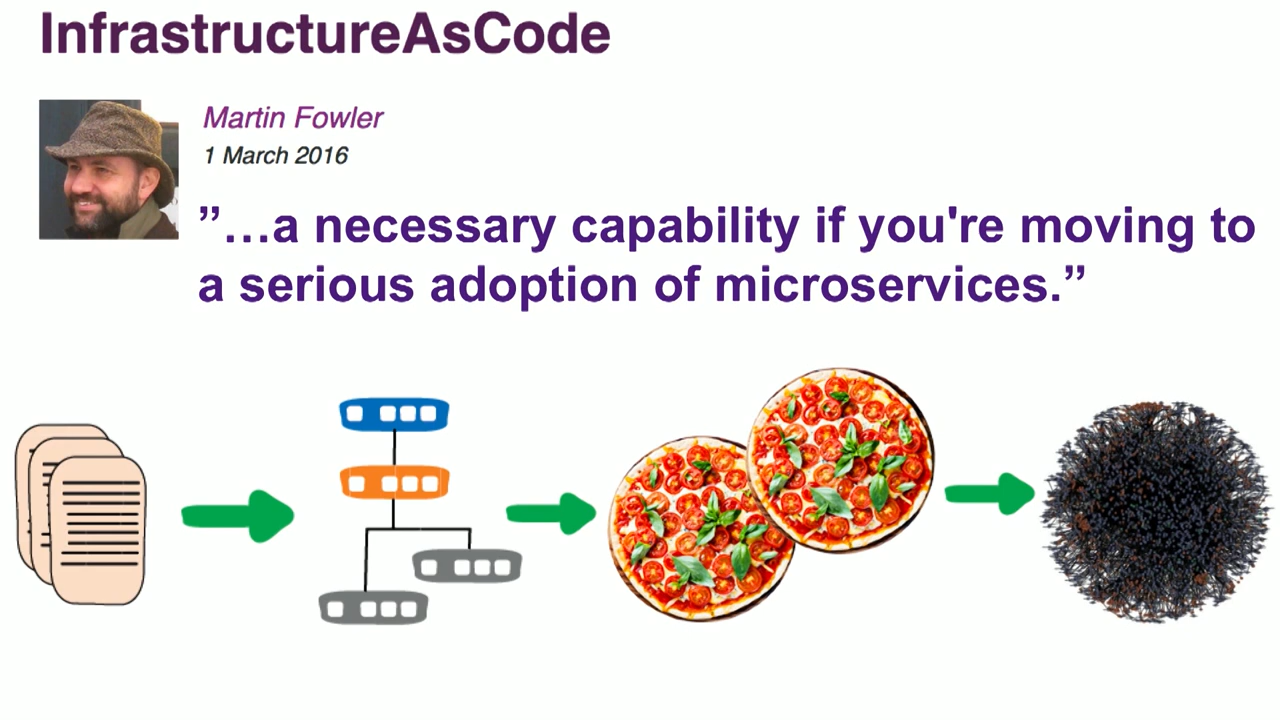 InfrastructureAsCode
Martin Fowler
1 March 2016
”…a necessary capability if you're moving to
a serious adoption of microservices.”